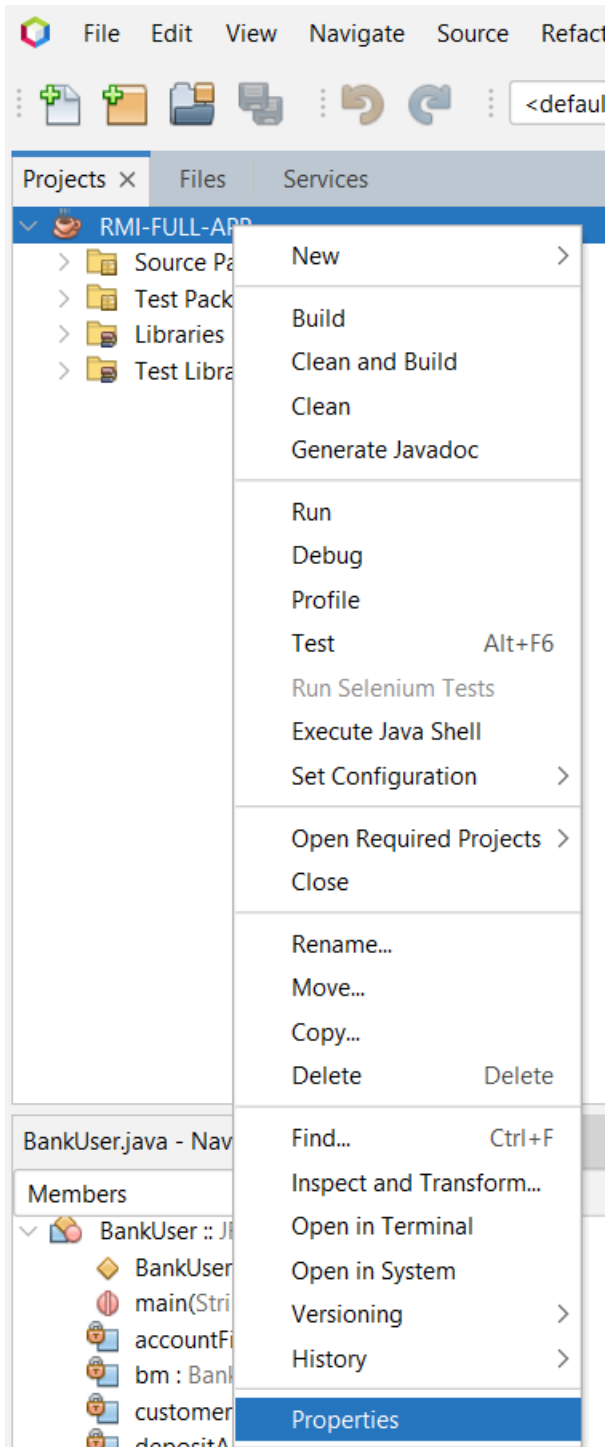 File Edit View Navigate Source Refact
<defaul
Projects Files Services
RMI-FULL-APP
Source Pa
Test Pack
Libraries
Test Libra
New
Build
Clean and Build
Clean
Generate Javadoc
Run
Debug
Profile
Test Alt+F6
Run Selenium Tests
Execute Java Shell
Set Configuration
Open Required Projects
Close
Rename...
Move...
Copy...
Delete Delete
Find... Ctrl+F
Inspect and Transform...
Open in Terminal
Open in System
Versioning
History
Properties
BankUser.java - Nav
Members
BankUser :: JF
BankUser
main(Stri
accountFi
bm : Bank
customer
depositA